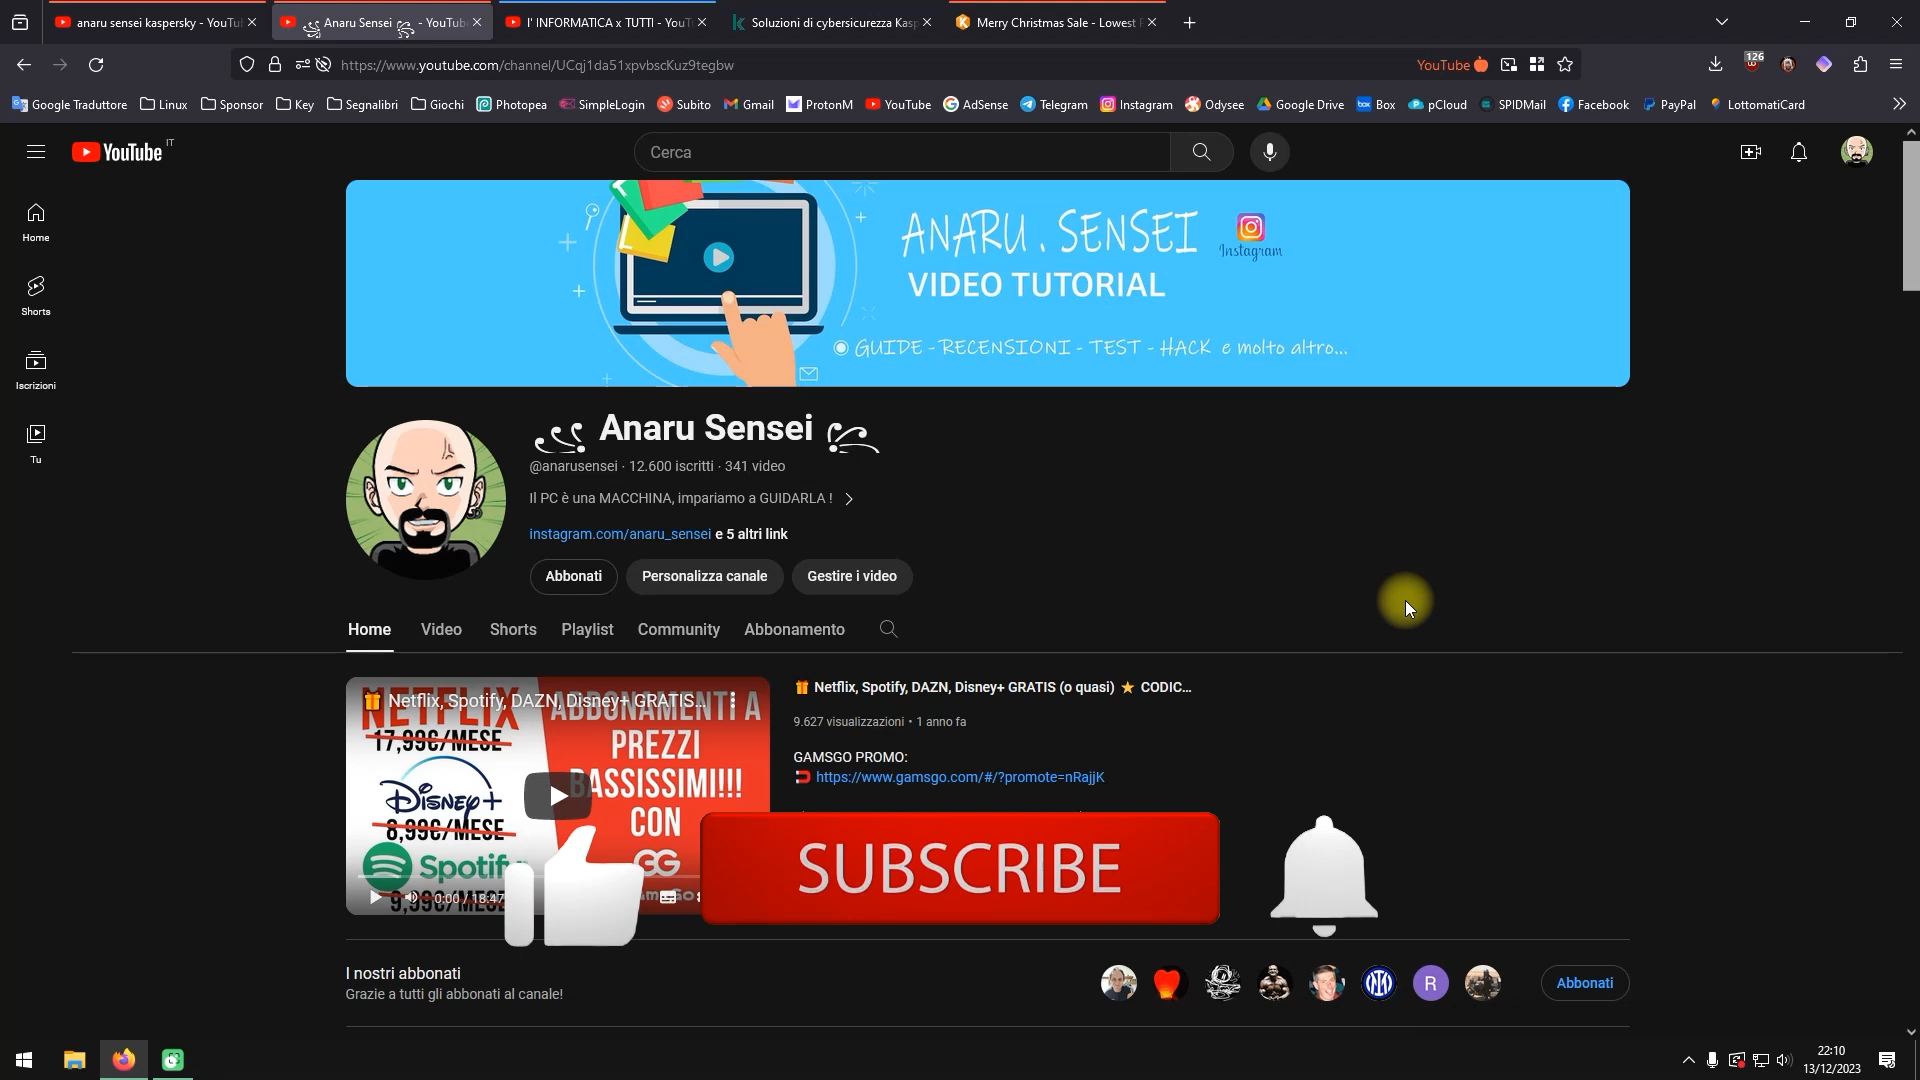 anaru sensei kaspersky - YouTu
Anaru Sensei - YouTube
l' INFORMATICA x TUTTI - YouT
Soluzioni di cybersicurezza Kasp
Merry Christmas Sale - Lowest P
https://www.youtube.com/channel/UCqj1da51xpvbscKuz9tegbw
YouTube
126
Google Traduttore
Linux
Sponsor
Key
Segnalibri
Giochi
Photopea
SimpleLogin
Subito
Gmail
ProtonM
YouTube
AdSense
Telegram
Instagram
Odysee
Google Drive
box
Box
pCloud
SPIDMail
Facebook
PayPal
LottomatiCard
YouTube IT
Cerca
Home
Shorts
Iscrizioni
Tu
ANARU . SENSEI
Instagram
VIDEO TUTORIAL
GUIDE - RECENSIONI - TEST - HACK e molto altro...
Anaru Sensei
@anarusensei · 12.600 iscritti · 341 video
Il PC è una MACCHINA, impariamo a GUIDARLA !
instagram.com/anaru_sensei e 5 altri link
Abbonati
Personalizza canale
Gestire i video
Home
Video
Shorts
Playlist
Community
Abbonamento
Netflix, Spotify, DAZN, Disney+ GRATIS...
NETFLIX
17,99€/MESE
Disney+
8,99€/MESE
Spotify
9,99€/MESE
ABBONAMENTI A
PREZZI
BASSISSIMI!!!
CON
GG
0:00 / 18:47
Netflix, Spotify, DAZN, Disney+ GRATIS (o quasi) ★ CODIC...
9.627 visualizzazioni • 1 anno fa
GAMSGO PROMO:
https://www.gamsgo.com/#/?promote=nRajjK
SUBSCRIBE
I nostri abbonati
Grazie a tutti gli abbonati al canale!
R
Abbonati
22:10
13/12/2023